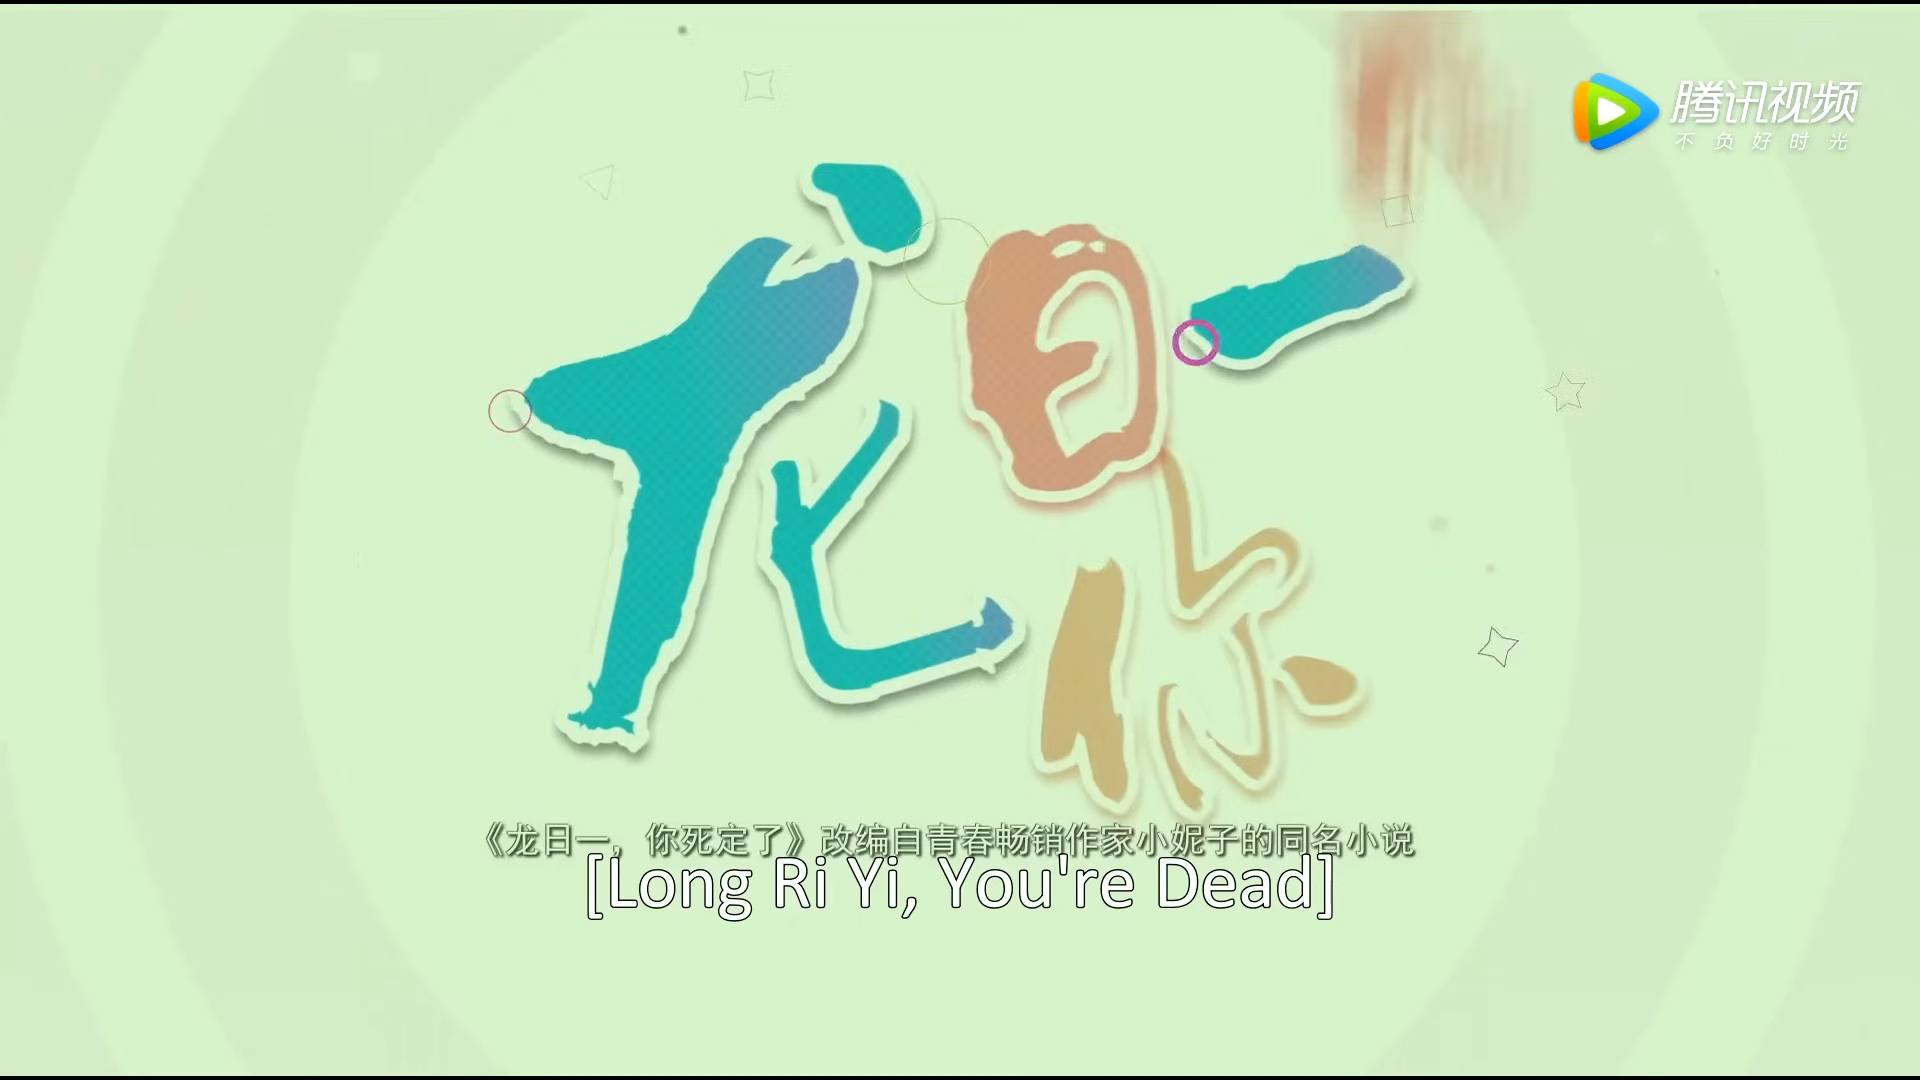 腾讯视频
不负好时光
龙日一
你
《龙日一，你死定了》改编自青春畅销作家小妮子的同名小说
[Long Ri Yi, You're Dead]